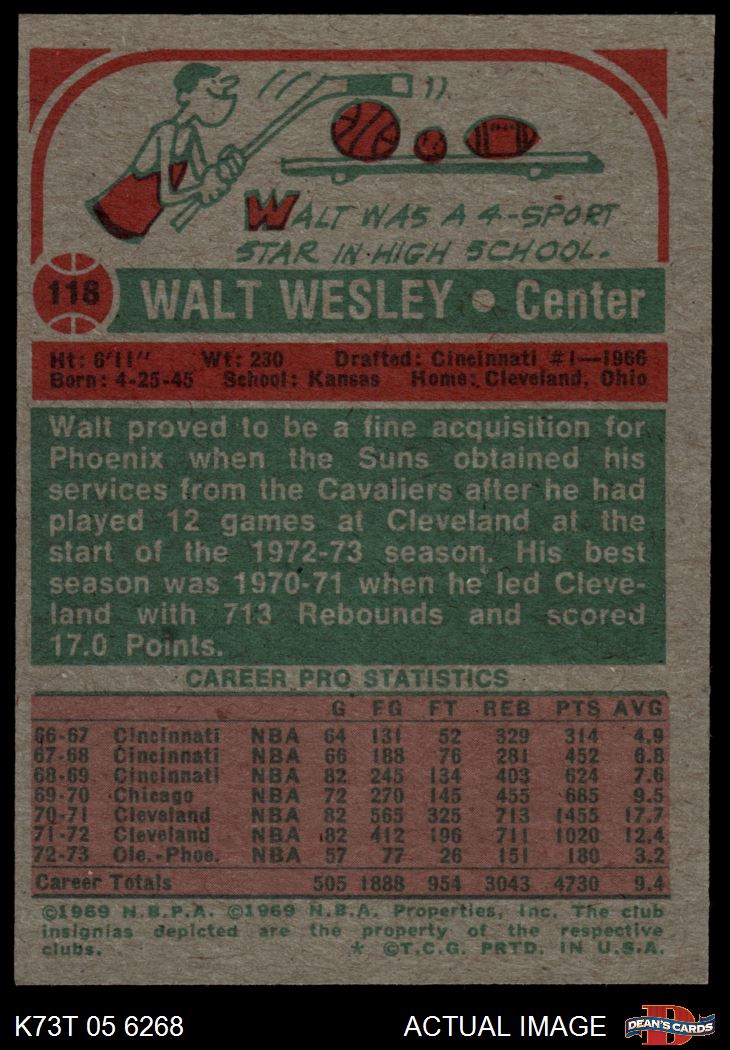 WALT WAS A 4-SPORT
STAR IN HIGH SCHOOL.
118 WALT WESLEY • Center
Ht: 6'11" Wt: 230 Drafted: Cincinnati #1—1966
Born: 4-25-45 School: Kansas Home: Cleveland, Ohio
Walt proved to be a fine acquisition for
Phoenix when the Suns obtained his
services from the Cavaliers after he had
played 12 games at Cleveland at the
start of the 1972-73 season. His best
season was 1970-71 when he led Cleve-
land with 713 Rebounds and scored
17.0 Points.
CAREER PRO STATISTICS
G FG FT REB PTS AVG
66-67 Cincinnati NBA 64 131 52 329 314 4.9
67-68 Cincinnati NBA 66 188 76 281 452 6.8
68-69 Cincinnati NBA 82 245 134 403 624 7.6
69-70 Chicago NBA 72 270 145 455 685 9.5
70-71 Cleveland NBA 82 565 325 713 1455 17.7
71-72 Cleveland NBA 82 412 196 711 1020 12.4
72-73 Cle.-Phoe. NBA 57 77 26 151 180 3.2
Career Totals 505 1888 954 3043 4730 9.4
©1969 N.B.P.A. ©1969 N.B.A. Properties, Inc. The club
insignias depicted are the property of the respective
clubs. * ©T.C.G. PRTD. IN U.S.A.
K73T 05 6268 ACTUAL IMAGE D DEAN'S CARDS